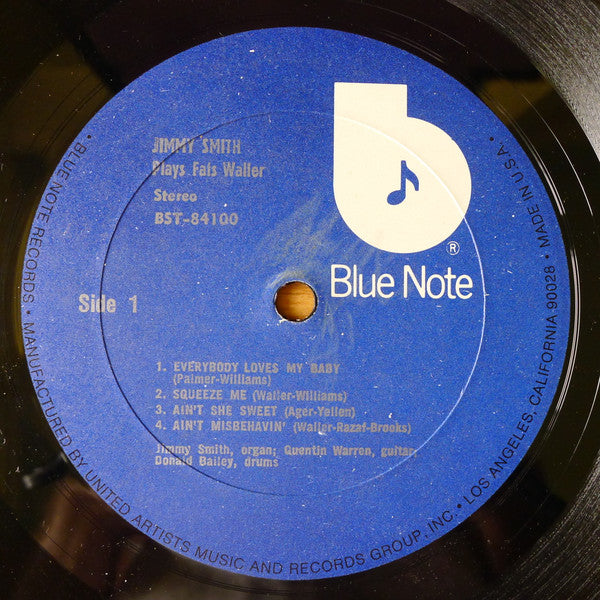 JIMMY SMITH
Plays Fats Waller
Stereo
BST-84100
®
Blue Note
Side 1
1. EVERYBODY LOVES MY BABY
(Palmer-Williams)
2. SQUEEZE ME (Waller-Williams)
3. AIN'T SHE SWEET (Ager-Yellen)
4. AIN'T MISBEHAVIN' (Waller-Razaf-Brooks)
Jimmy Smith, organ; Quentin Warren, guitar;
Donald Bailey, drums
• BLUE NOTE RECORDS • MANUFACTURED BY UNITED ARTISTS MUSIC AND RECORDS GROUP, INC. • LOS ANGELES, CALIFORNIA 90028 • MADE IN U.S.A. •